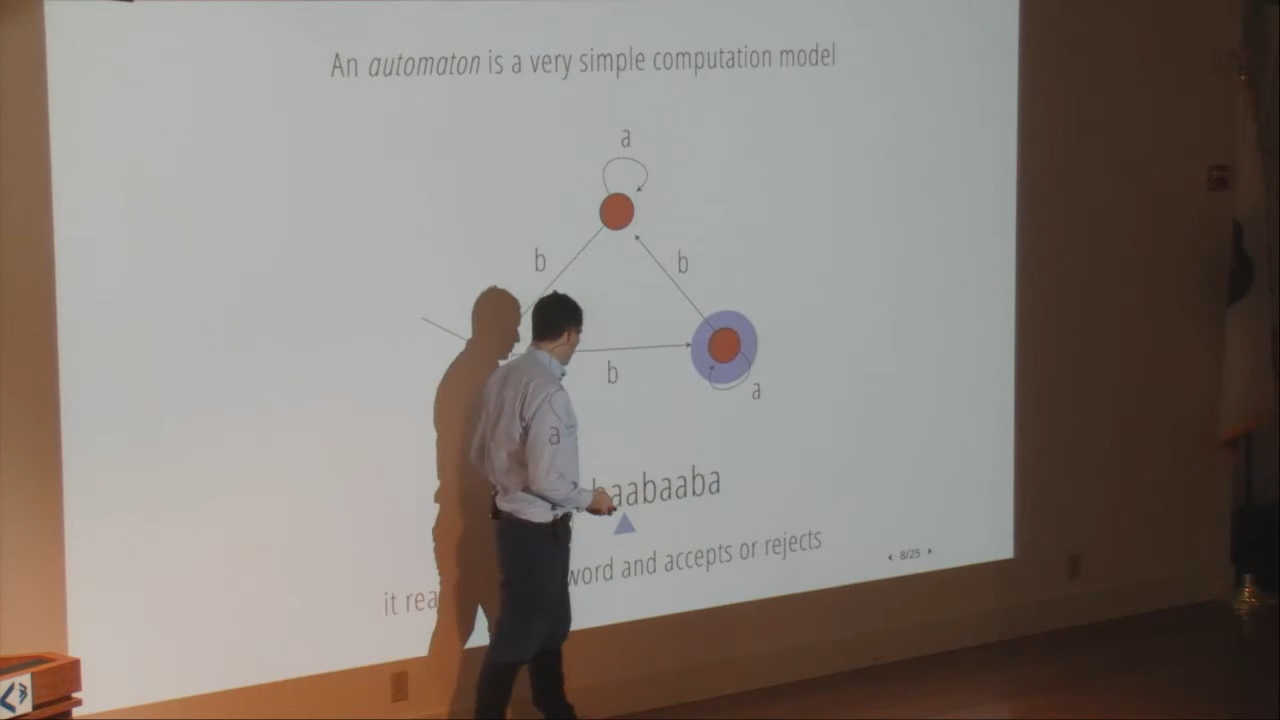 An automaton is a very simple computation model
a
b
b
b
a
a
baabaaba
it rea word and accepts or rejects
8/25